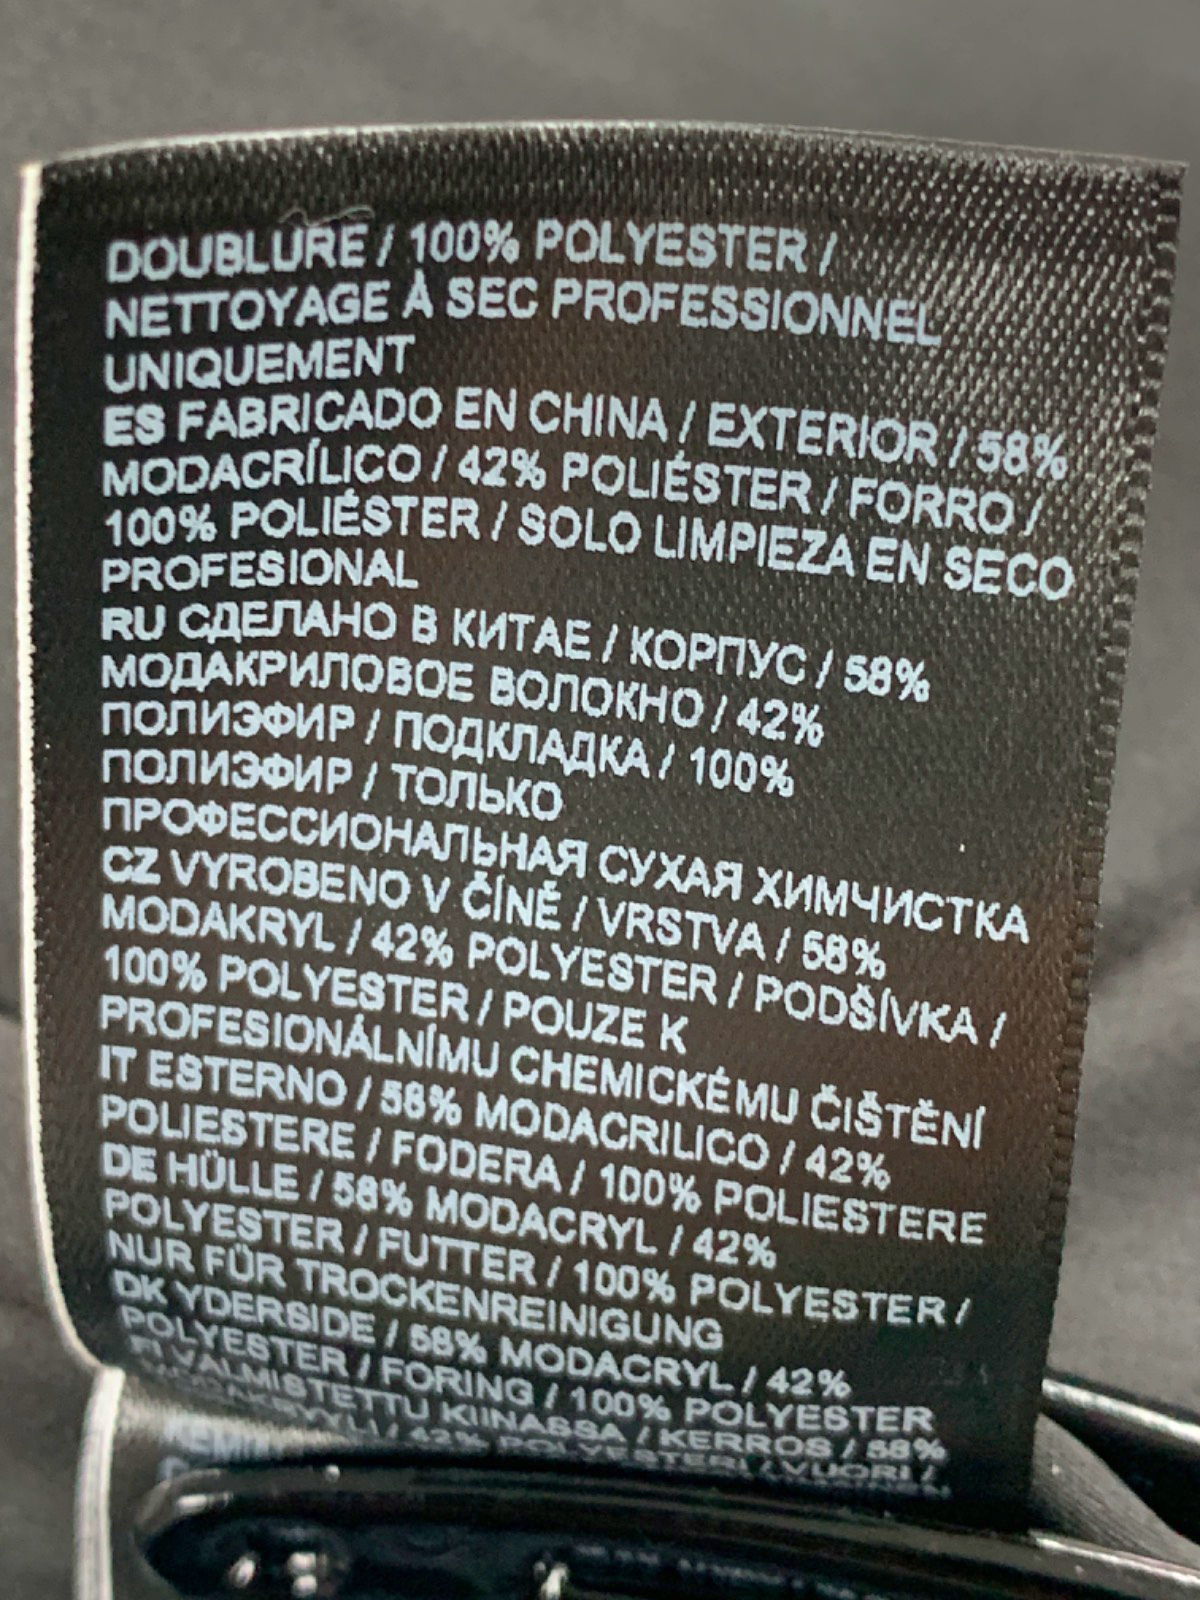 DOUBLURE / 100% POLYESTER /
NETTOYAGE À SEC PROFESSIONNEL
UNIQUEMENT
ES FABRICADO EN CHINA / EXTERIOR / 58%
MODACRÍLICO / 42% POLIÉSTER / FORRO /
100% POLIÉSTER / SOLO LIMPIEZA EN SECO
PROFESIONAL
RU СДЕЛАНО В КИТАЕ / КОРПУС / 58%
МОДАКРИЛОВОЕ ВОЛОКНО / 42%
ПОЛИЭФИР / ПОДКЛАДКА / 100%
ПОЛИЭФИР / ТОЛЬКО
ПРОФЕССИОНАЛЬНАЯ СУХАЯ ХИМЧИСТКА
CZ VYROBENO V ČÍNĚ / VRSTVA / 58%
MODAKRYL / 42% POLYESTER / PODŠÍVKA /
100% POLYESTER / POUZE K
PROFESIONÁLNÍMU CHEMICKÉMU ČIŠTĚNÍ
IT ESTERNO / 58% MODACRILICO / 42%
POLIESTERE / FODERA / 100% POLIESTERE
DE HÜLLE / 58% MODACRYL / 42%
POLYESTER / FUTTER / 100% POLYESTER /
NUR FÜR TROCKENREINIGUNG
DK YDERSIDE / 58% MODACRYL / 42%
POLYESTER / FORING / 100% POLYESTER
FI VALMISTETTU KIINASSA / KERROS / 58%
/ 42% POLYESTERI / VUORI /